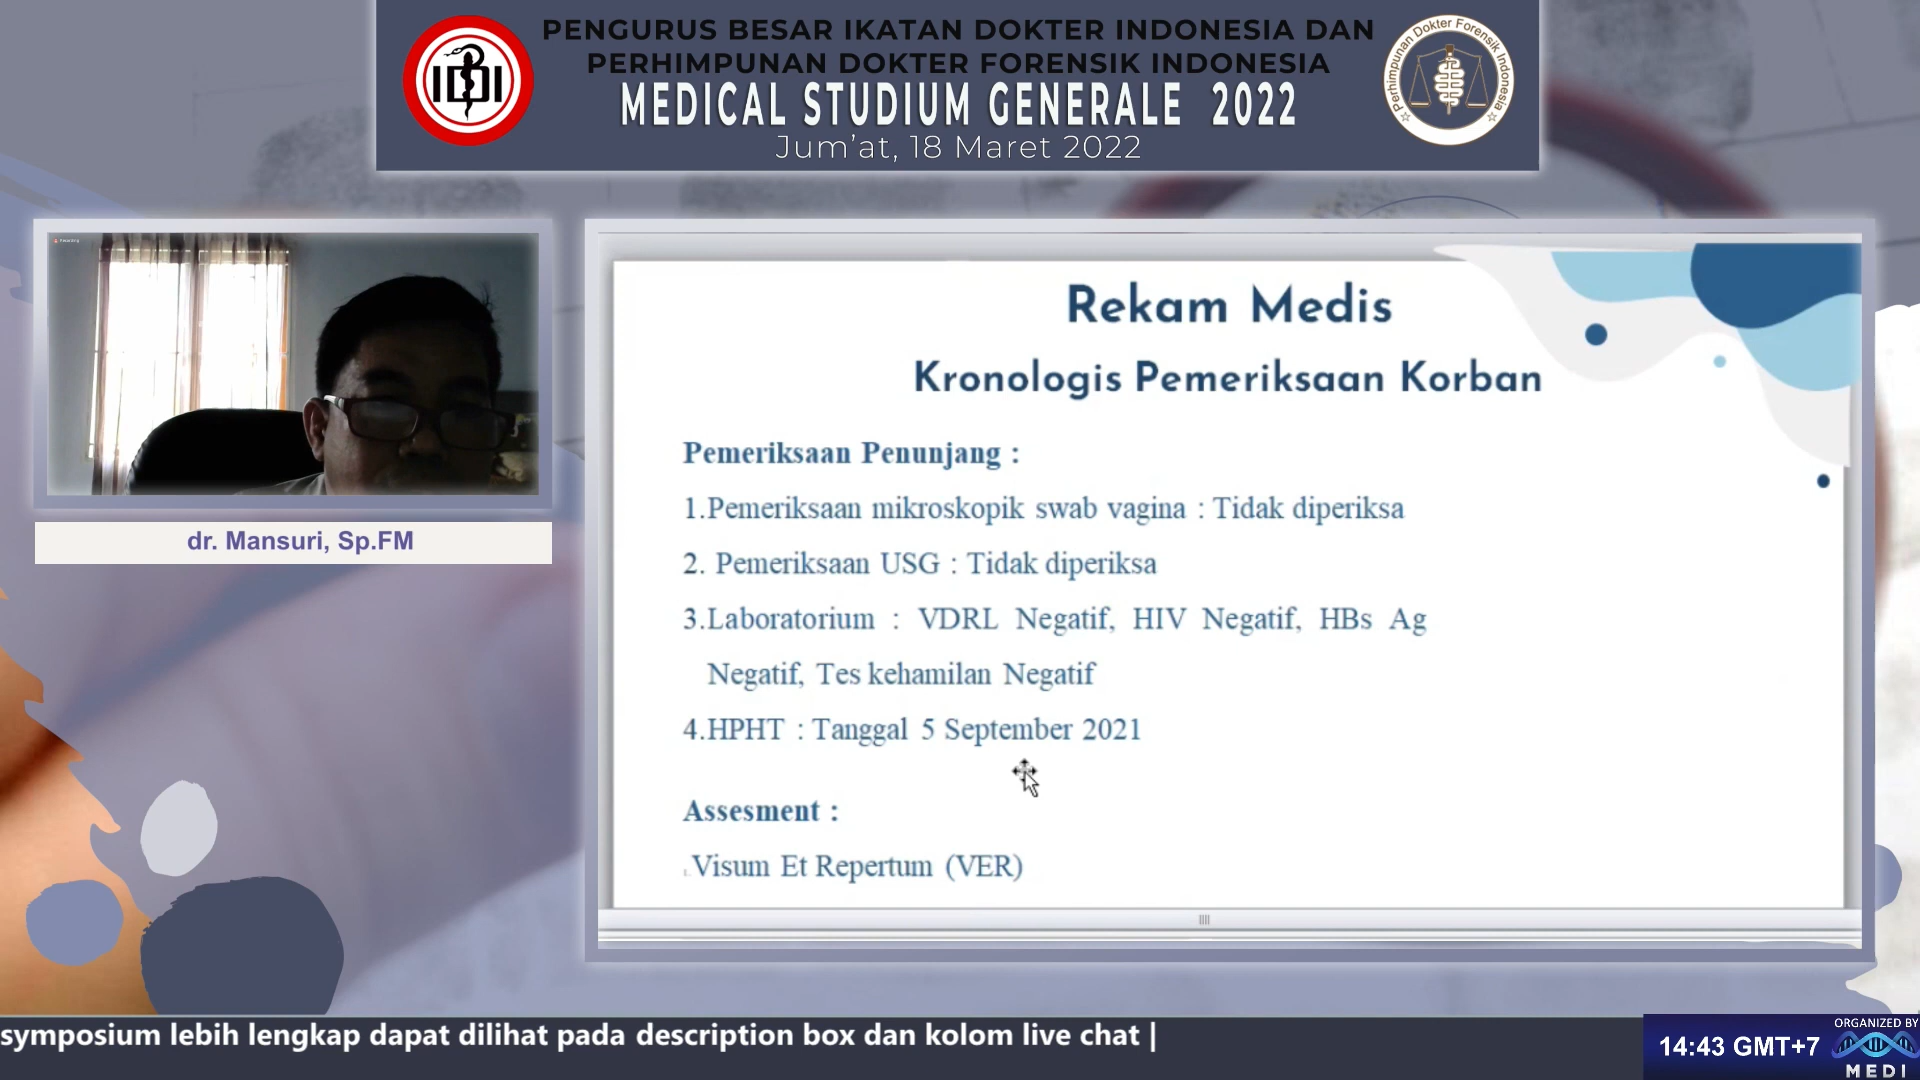 PENGURUS BESAR IKATAN DOKTER INDONESIA DAN
PERHIMPUNAN DOKTER FORENSIK INDONESIA
MEDICAL STUDIUM GENERALE 2022
Jum'at, 18 Maret 2022
IDI
Perhimpunan Dokter Forensik Indonesia
Recording
dr. Mansuri, Sp.FM
Rekam Medis
Kronologis Pemeriksaan Korban
Pemeriksaan Penunjang :
1.Pemeriksaan mikroskopik swab vagina : Tidak diperiksa
2. Pemeriksaan USG : Tidak diperiksa
3.Laboratorium : VDRL Negatif, HIV Negatif, HBs Ag
Negatif, Tes kehamilan Negatif
4.HPHT : Tanggal 5 September 2021
Assesment :
Visum Et Repertum (VER)
symposium lebih lengkap dapat dilihat pada description box dan kolom live chat |
14:43 GMT+7
ORGANIZED BY
MEDI